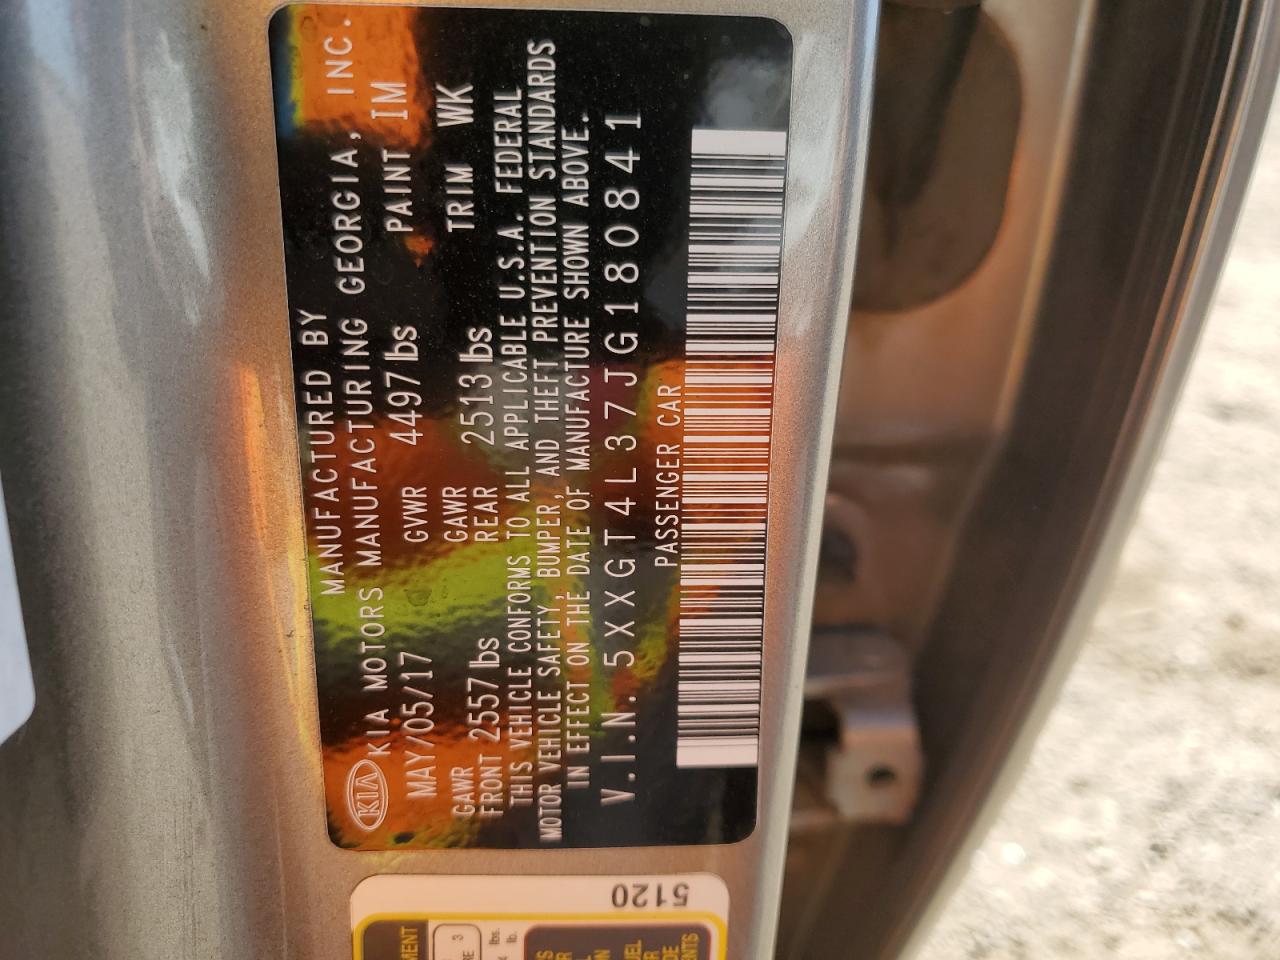 MANUFACTURED BY
KIA KIA MOTORS MANUFACTURING GEORGIA, INC.
MAY/05/17 GVWR 4497 lbs PAINT IM
GAWR FRONT 2557 lbs GAWR REAR 2513 lbs TRIM WK
THIS VEHICLE CONFORMS TO ALL APPLICABLE U.S.A. FEDERAL
MOTOR VEHICLE SAFETY, BUMPER, AND THEFT PREVENTION STANDARDS
IN EFFECT ON THE DATE OF MANUFACTURE SHOWN ABOVE.
V.I.N. 5XXGT4L37JG180841
PASSENGER CAR
5120